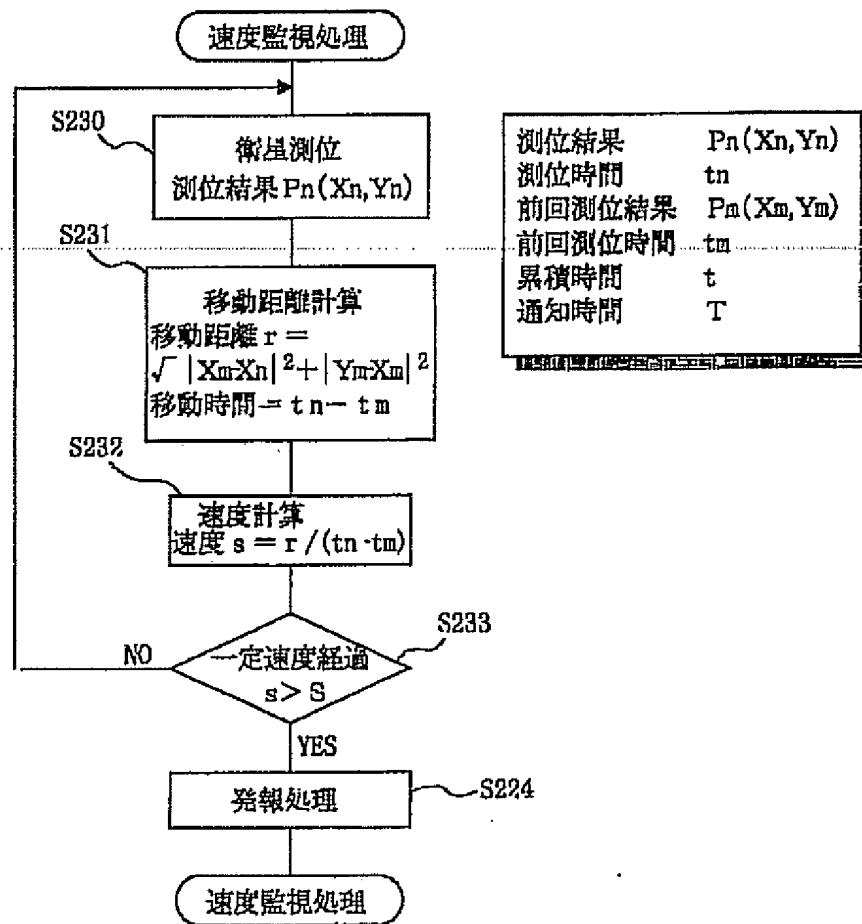 速度監視処理
S230
衛星測位
測位結果Pn(Xn,Yn)
S231
移動距離計算
移動距離 r =
√ |Xm-Xn|²+|Ym-Xm|²
移動時間=tn-tm
S232
速度計算
速度 s = r /(tn-tm)
S233
一定速度経過
s> S
NO
YES
発報処理
S224
速度監視処理
測位結果 Pn(Xn,Yn)
測位時間 tn
前回測位結果 Pm(Xm,Ym)
前回測位時間 tm
累積時間 t
通知時間 T